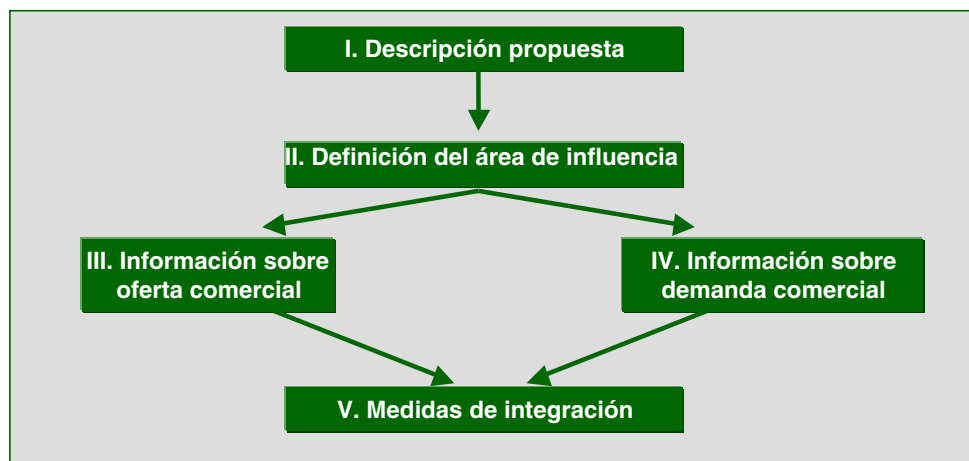 I. Descripción propuesta
II. Definición del área de influencia
III. Información sobre
oferta comercial
IV. Información sobre
demanda comercial
V. Medidas de integración